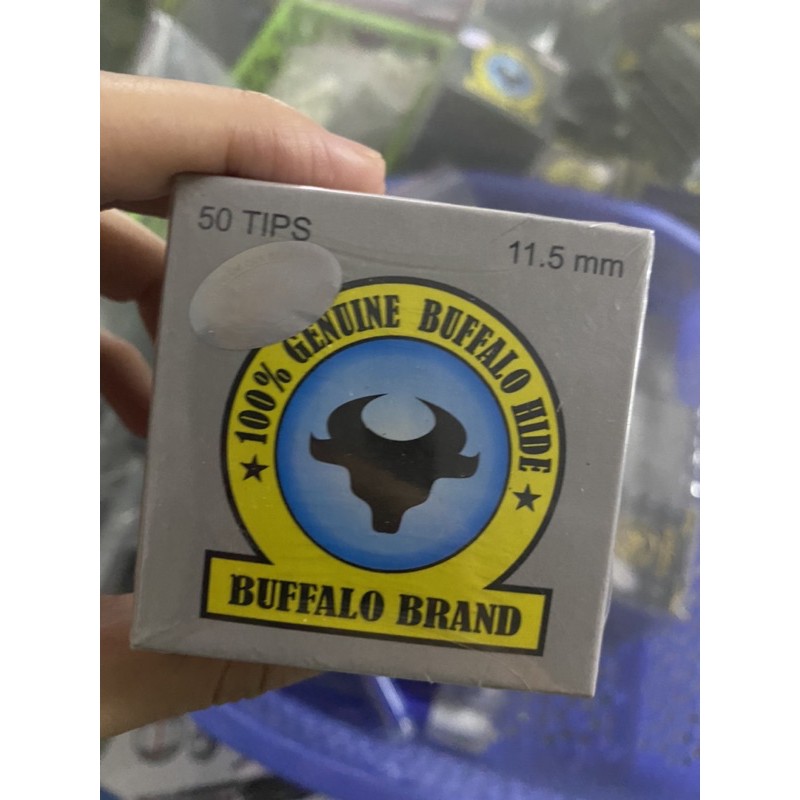 50 TIPS
11.5 mm
★ 100% GENUINE BUFFALO HIDE ★
BUFFALO BRAND